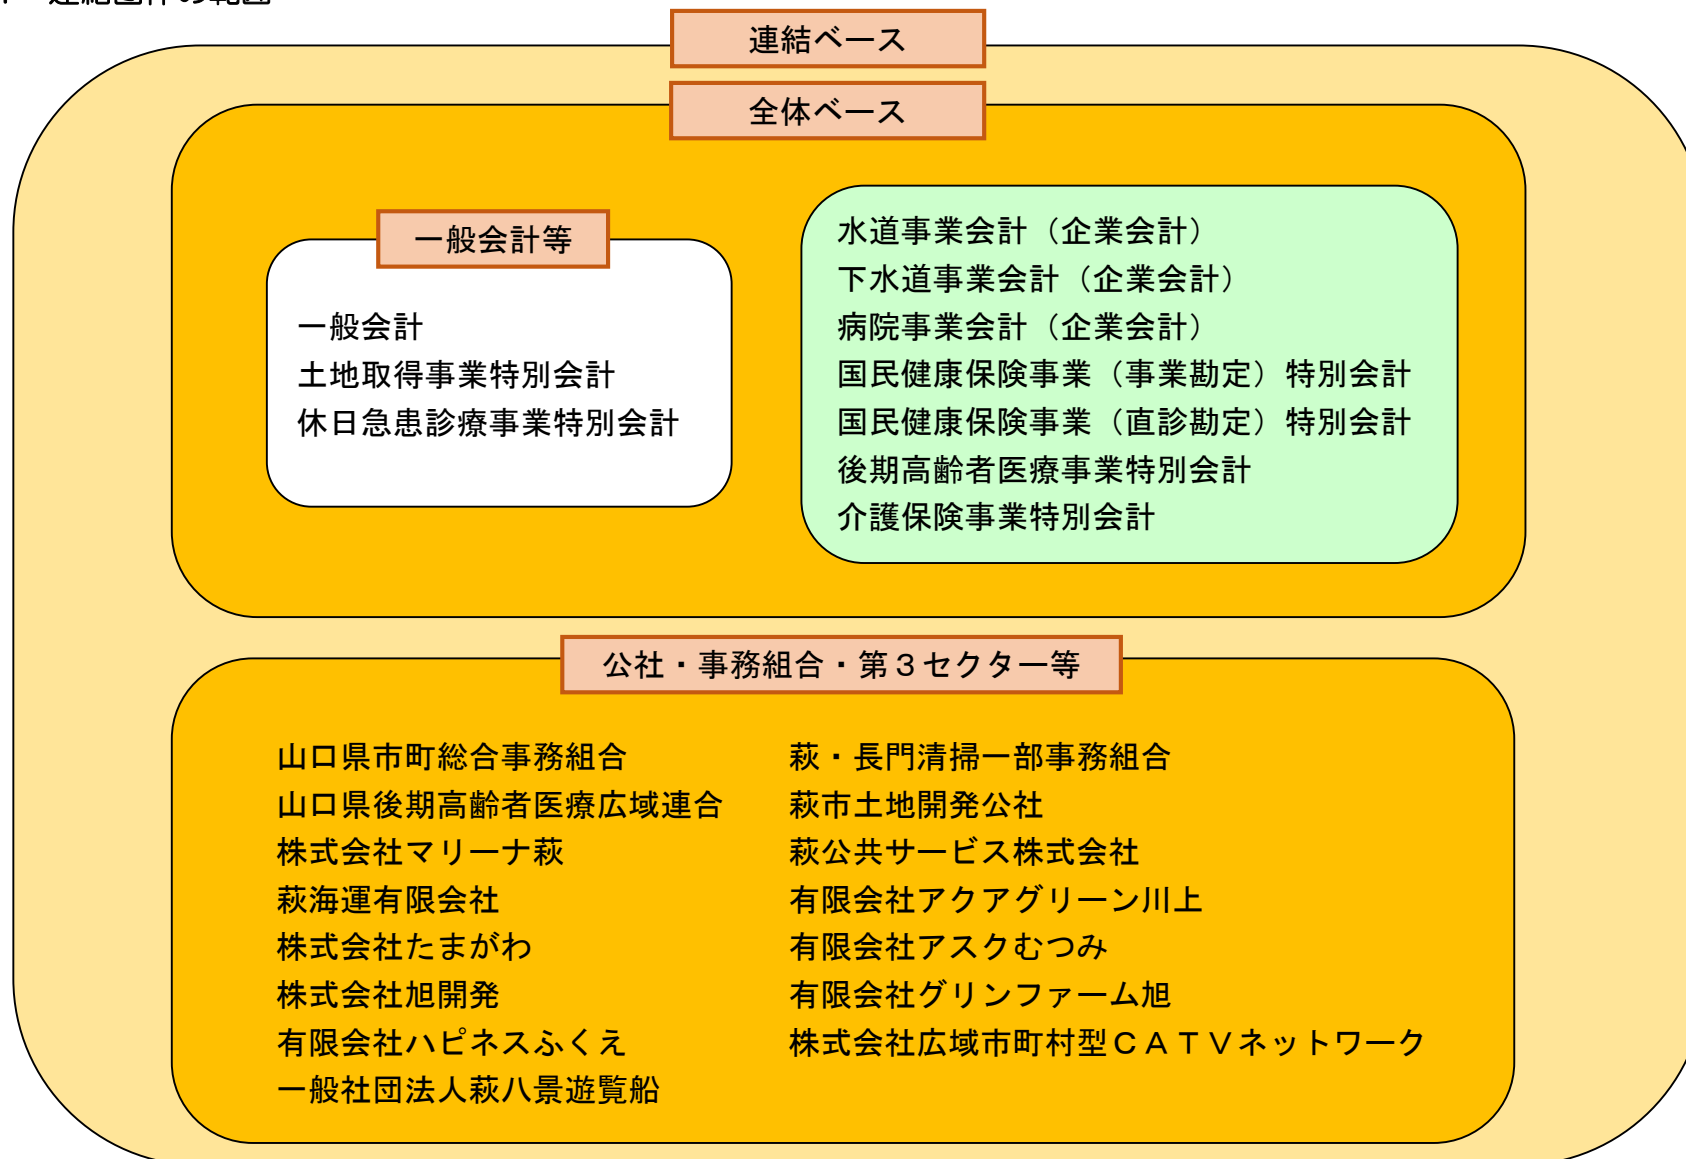 連結団体の範囲
連結ベース
全体ベース
一般会計等
一般会計
土地取得事業特別会計
休日急患診療事業特別会計
水道事業会計（企業会計）
下水道事業会計（企業会計）
病院事業会計（企業会計）
国民健康保険事業（事業勘定）特別会計
国民健康保険事業（直診勘定）特別会計
後期高齢者医療事業特別会計
介護保険事業特別会計
公社・事務組合・第３セクター等
山口県市町総合事務組合
山口県後期高齢者医療広域連合
株式会社マリーナ萩
萩海運有限会社
株式会社たまがわ
株式会社旭開発
有限会社ハピネスふくえ
一般社団法人萩八景遊覧船
萩・長門清掃一部事務組合
萩市土地開発公社
萩公共サービス株式会社
有限会社アクアグリーン川上
有限会社アスクむつみ
有限会社グリンファーム旭
株式会社広域市町村型ＣＡＴＶネットワーク